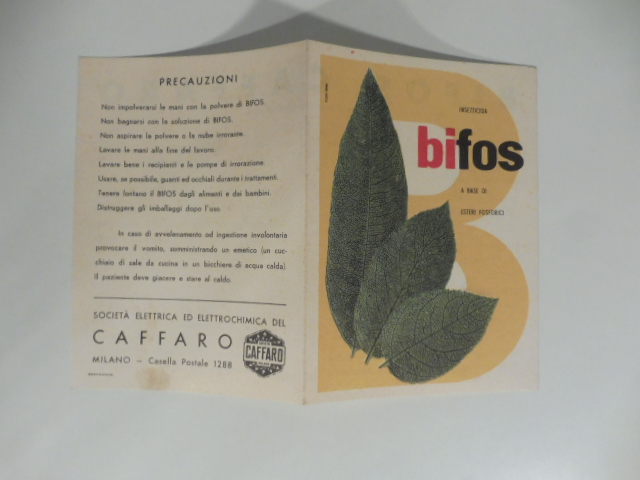 PRECAUZIONI
Non impolverarsi le mani con la polvere di BIFOS.
Non bagnarsi con la soluzione di BIFOS.
Non aspirare la polvere o la nube irrorante.
Lavare le mani alla fine del lavoro.
Lavare bene i recipienti e le pompe di irrorazione.
Usare, se possibile, guanti ed occhiali durante i trattamenti.
Tenere lontano il BIFOS dagli alimenti e dai bambini.
Distruggere gli imballaggi dopo l'uso.
In caso di avvelenamento od ingestione involontaria
provocare il vomito, somministrando un emetico (un cuc-
chiaio di sale da cucina in un bicchiere di acqua calda).
Il paziente deve giacere e stare al caldo.
SOCIETÀ ELETTRICA ED ELETTROCHIMICA DEL
CAFFARO
CAFFARO
MILANO - Casella Postale 1288
INSETTICIDA
bifos
A BASE DI
ESTERI FOSFORICI